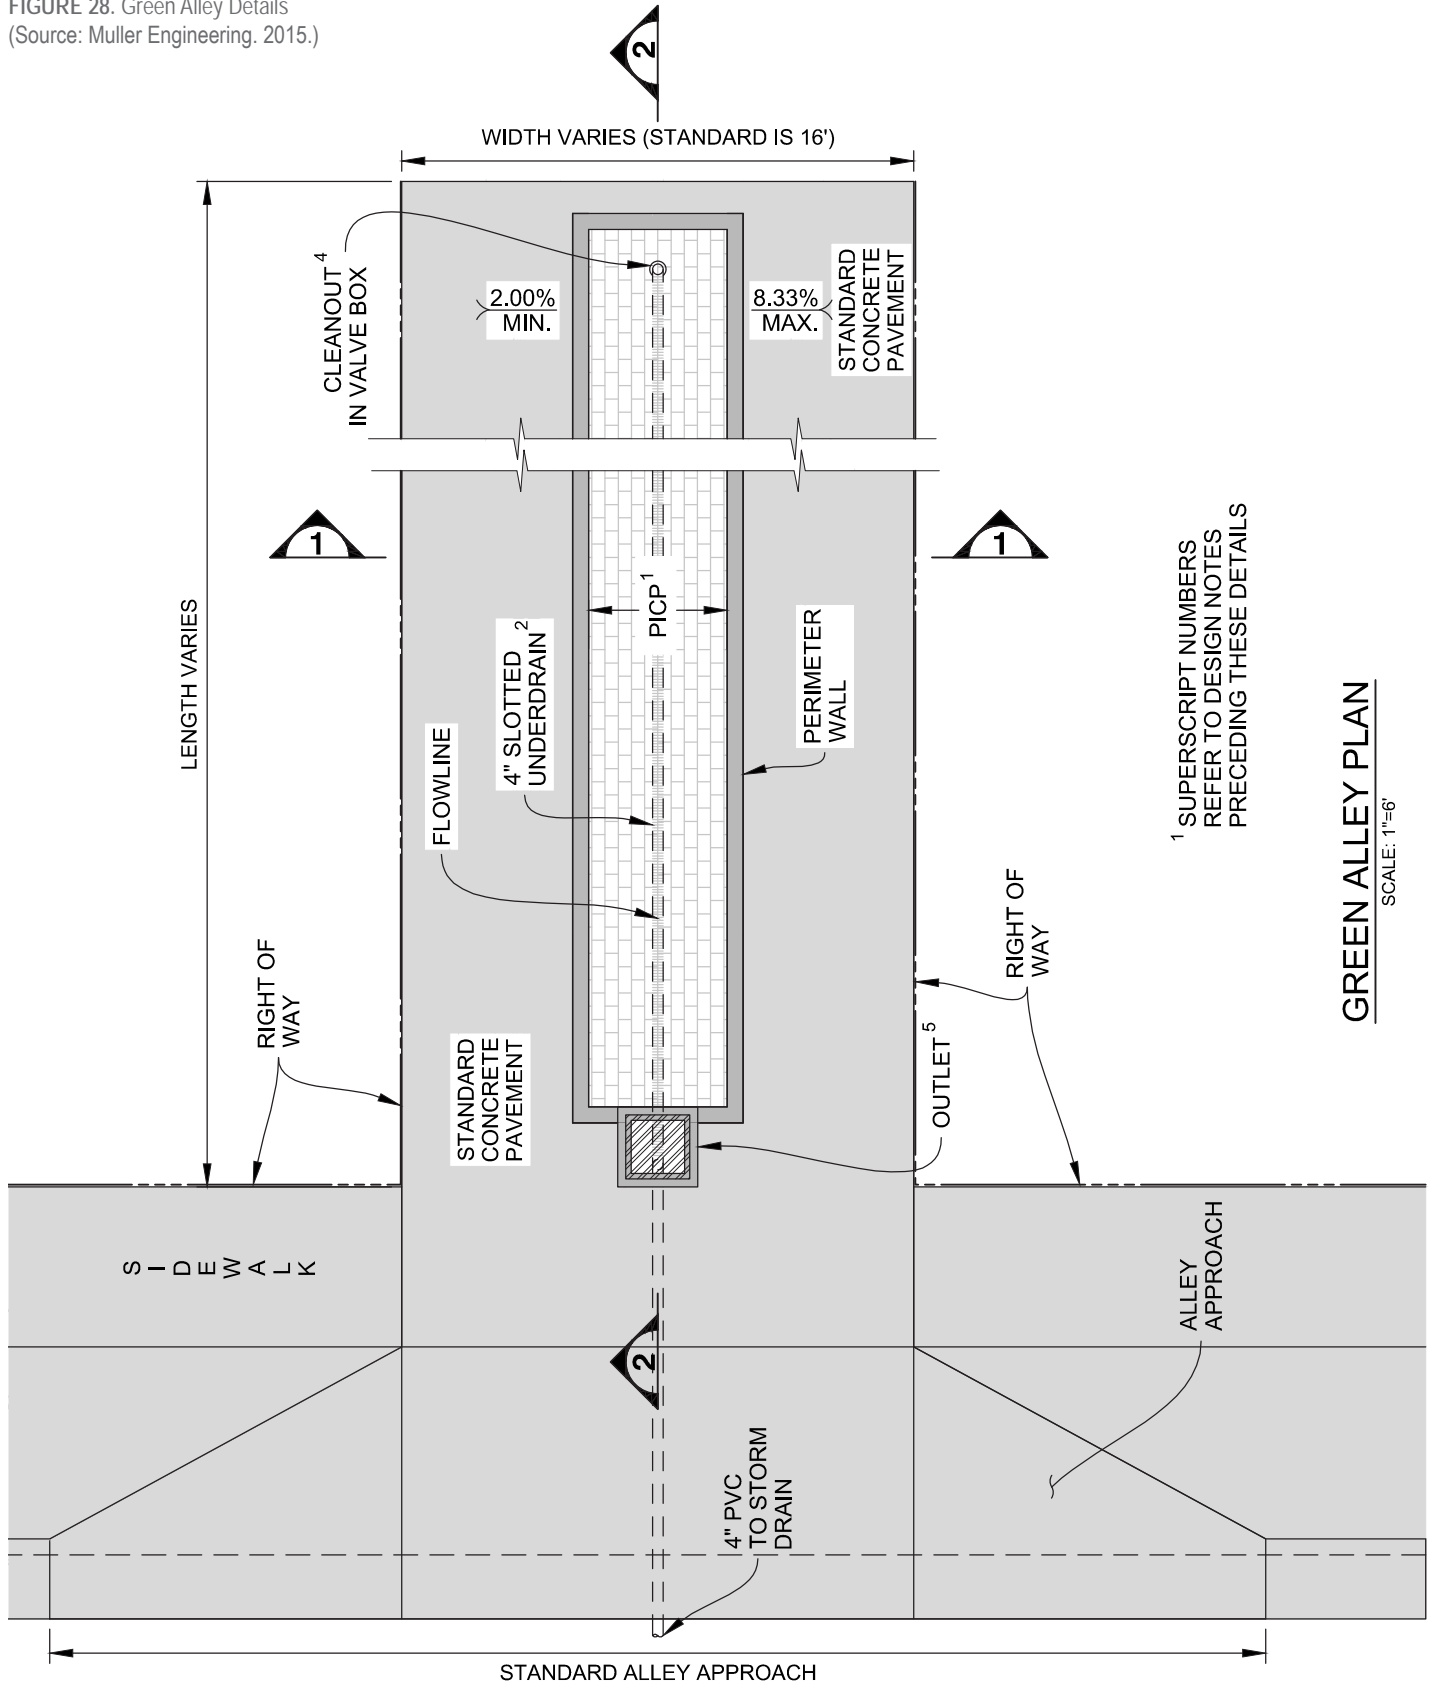 FIGURE 28. Green Alley Details
(Source: Muller Engineering. 2015.)
2
WIDTH VARIES (STANDARD IS 16')
CLEANOUT 4
IN VALVE BOX
2.00%
MIN.
8.33%
MAX.
STANDARD
CONCRETE
PAVEMENT
1
1
LENGTH VARIES
PICP 1
4" SLOTTED
UNDERDRAIN 2
FLOWLINE
PERIMETER
WALL
1 SUPERSCRIPT NUMBERS
REFER TO DESIGN NOTES
PRECEDING THESE DETAILS
GREEN ALLEY PLAN
SCALE: 1"=6'
RIGHT OF
WAY
RIGHT OF
WAY
STANDARD
CONCRETE
PAVEMENT
OUTLET 5
SIDEWALK
ALLEY
APPROACH
2
4" PVC
TO STORM
DRAIN
STANDARD ALLEY APPROACH